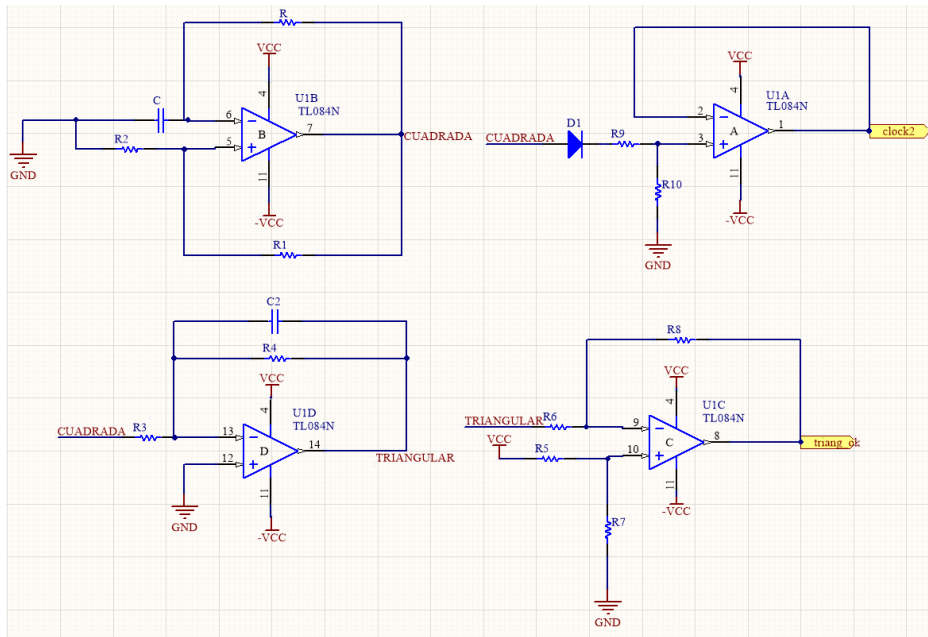 R
VCC
4
C
U1B
TL084N
6
B
7
CUADRADA
R2
5
GND
11
-VCC
R1
VCC
4
U1A
TL084N
2
A
1
clock2
CUADRADA
D1
R9
3
R10
11
-VCC
GND
C2
R4
VCC
4
U1D
TL084N
CUADRADA
R3
13
D
14
TRIANGULAR
12
11
GND
-VCC
R8
VCC
4
U1C
TL084N
TRIANGULAR
R6
9
C
8
triang_ok
VCC
R5
10
11
-VCC
R7
GND